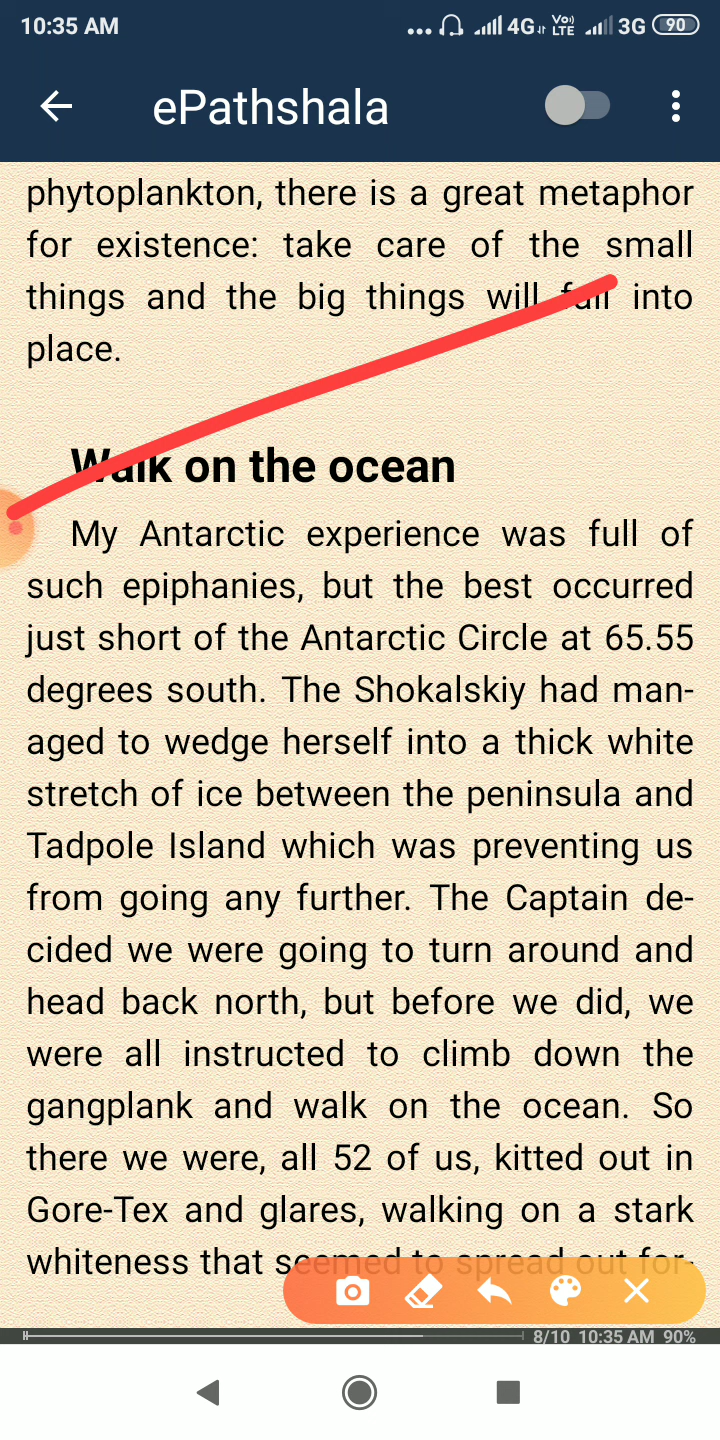 10:35 AM ... 4G VoLTE 3G 90
ePathshala
phytoplankton, there is a great metaphor
for existence: take care of the small
things and the big things will fall into
place.
Walk on the ocean
My Antarctic experience was full of
such epiphanies, but the best occurred
just short of the Antarctic Circle at 65.55
degrees south. The Shokalskiy had man-
aged to wedge herself into a thick white
stretch of ice between the peninsula and
Tadpole Island which was preventing us
from going any further. The Captain de-
cided we were going to turn around and
head back north, but before we did, we
were all instructed to climb down the
gangplank and walk on the ocean. So
there we were, all 52 of us, kitted out in
Gore-Tex and glares, walking on a stark
whiteness that seemed to spread out for-
8/10 10:35 AM 90%